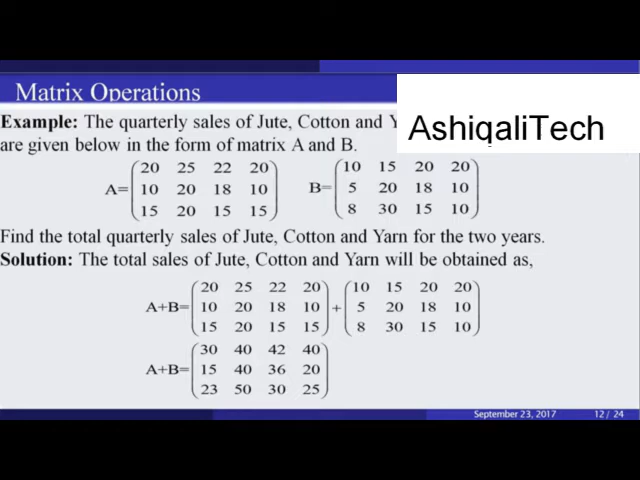 Matrix Operations
AshiqaliTech
Example: The quarterly sales of Jute, Cotton and
are given below in the form of matrix A and B.
A= 20 25 22 20 B= 10 15 20 20
10 20 18 10 5 20 18 10
15 20 15 15 8 30 15 10
Find the total quarterly sales of Jute, Cotton and Yarn for the two years.
Solution: The total sales of Jute, Cotton and Yarn will be obtained as,
A+B= 20 25 22 20 + 10 15 20 20
10 20 18 10 5 20 18 10
15 20 15 15 8 30 15 10
A+B= 30 40 42 40
15 40 36 20
23 50 30 25
September 23, 2017 12 / 24